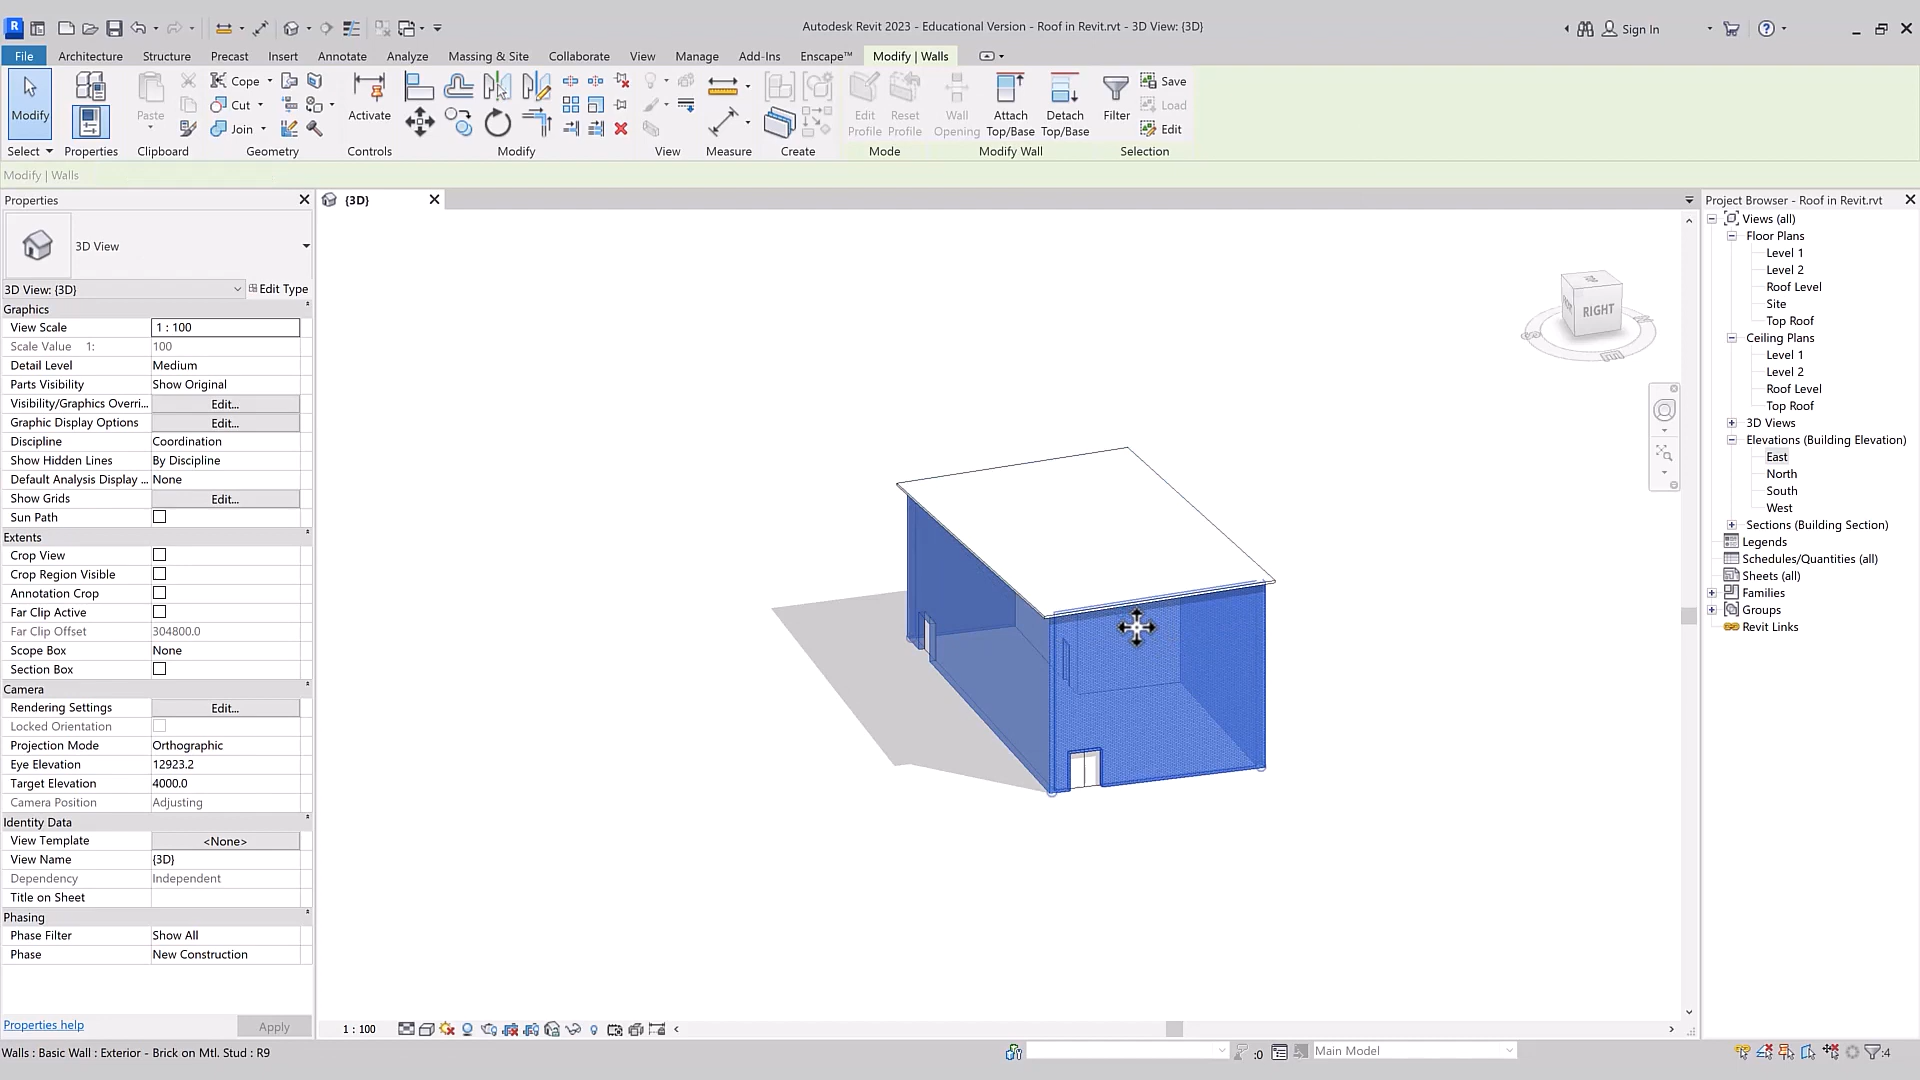 Autodesk Revit 2023 - Educational Version - Roof in Revit.rvt - 3D View: {3D}
Sign In
File Architecture Structure Precast Insert Annotate Analyze Massing & Site Collaborate View Manage Add-Ins Enscape™ Modify | Walls
Modify
Paste
Cope
Cut
Join
Activate
Edit Profile
Reset Profile
Wall Opening
Attach Top/Base
Detach Top/Base
Filter
Save
Load
Edit
Select Properties Clipboard Geometry Controls Modify View Measure Create Mode Modify Wall Selection
Modify | Walls
Properties
3D View
3D View: {3D} Edit Type
Graphics
View Scale 1 : 100
Scale Value 1: 100
Detail Level Medium
Parts Visibility Show Original
Visibility/Graphics Overri... Edit...
Graphic Display Options Edit...
Discipline Coordination
Show Hidden Lines By Discipline
Default Analysis Display ... None
Show Grids Edit...
Sun Path
Extents
Crop View
Crop Region Visible
Annotation Crop
Far Clip Active
Far Clip Offset 304800.0
Scope Box None
Section Box
Camera
Rendering Settings Edit...
Locked Orientation
Projection Mode Orthographic
Eye Elevation 12923.2
Target Elevation 4000.0
Camera Position Adjusting
Identity Data
View Template <None>
View Name {3D}
Dependency Independent
Title on Sheet
Phasing
Phase Filter Show All
Phase New Construction
Properties help Apply
{3D}
RIGHT
1 : 100
Project Browser - Roof in Revit.rvt
Views (all)
Floor Plans
Level 1
Level 2
Roof Level
Site
Top Roof
Ceiling Plans
Level 1
Level 2
Roof Level
Top Roof
3D Views
Elevations (Building Elevation)
East
North
South
West
Sections (Building Section)
Legends
Schedules/Quantities (all)
Sheets (all)
Families
Groups
Revit Links
Walls : Basic Wall : Exterior - Brick on Mtl. Stud : R9
:0
Main Model
:4